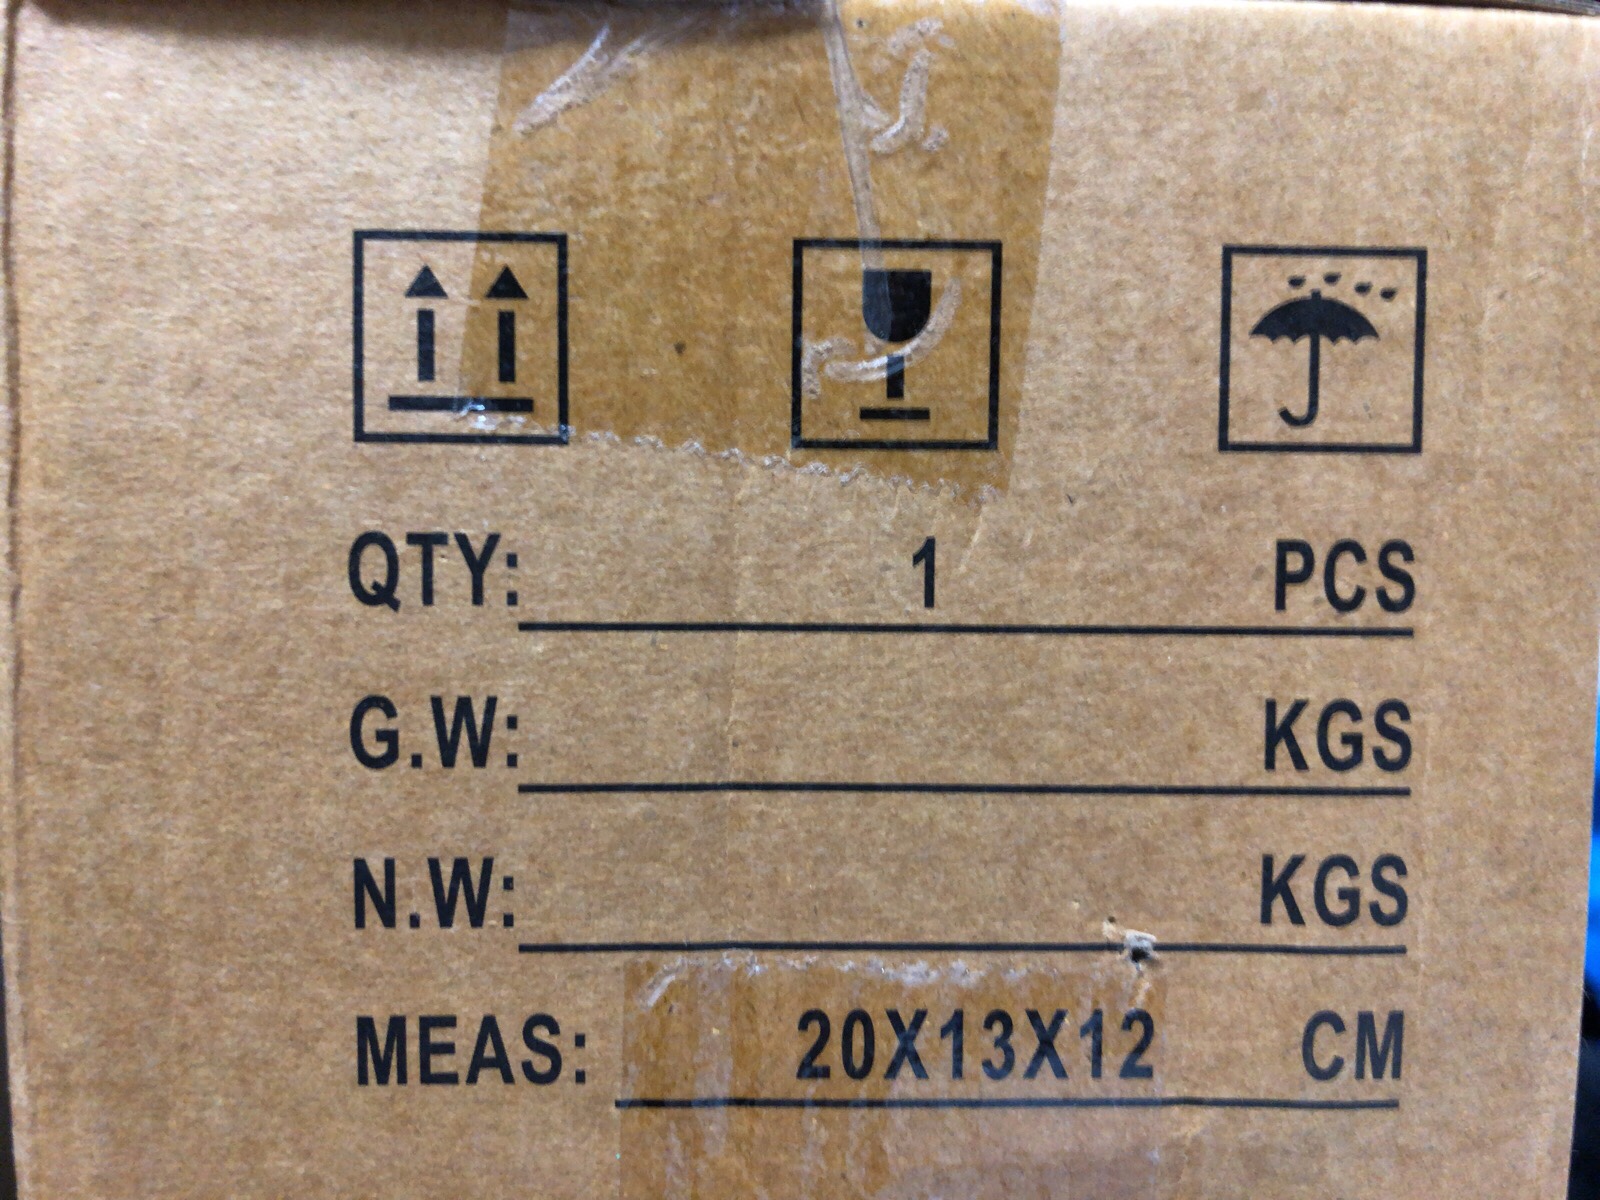 QTY: 1 PCS
G.W: KGS
N.W: KGS
MEAS: 20X13X12 CM